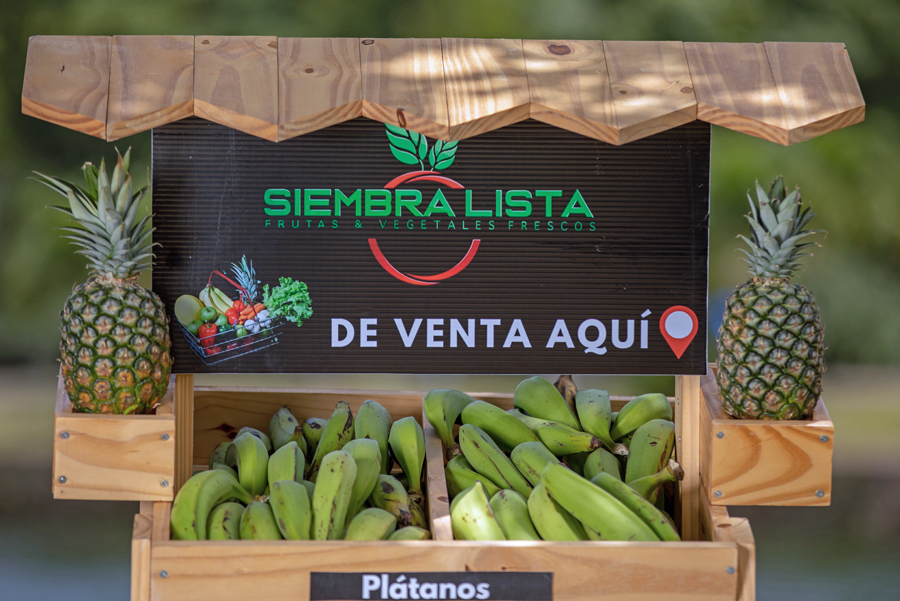 SIEMBRA LISTA
FRUTAS & VEGETALES FRESCOS
DE VENTA AQUÍ
Plátanos